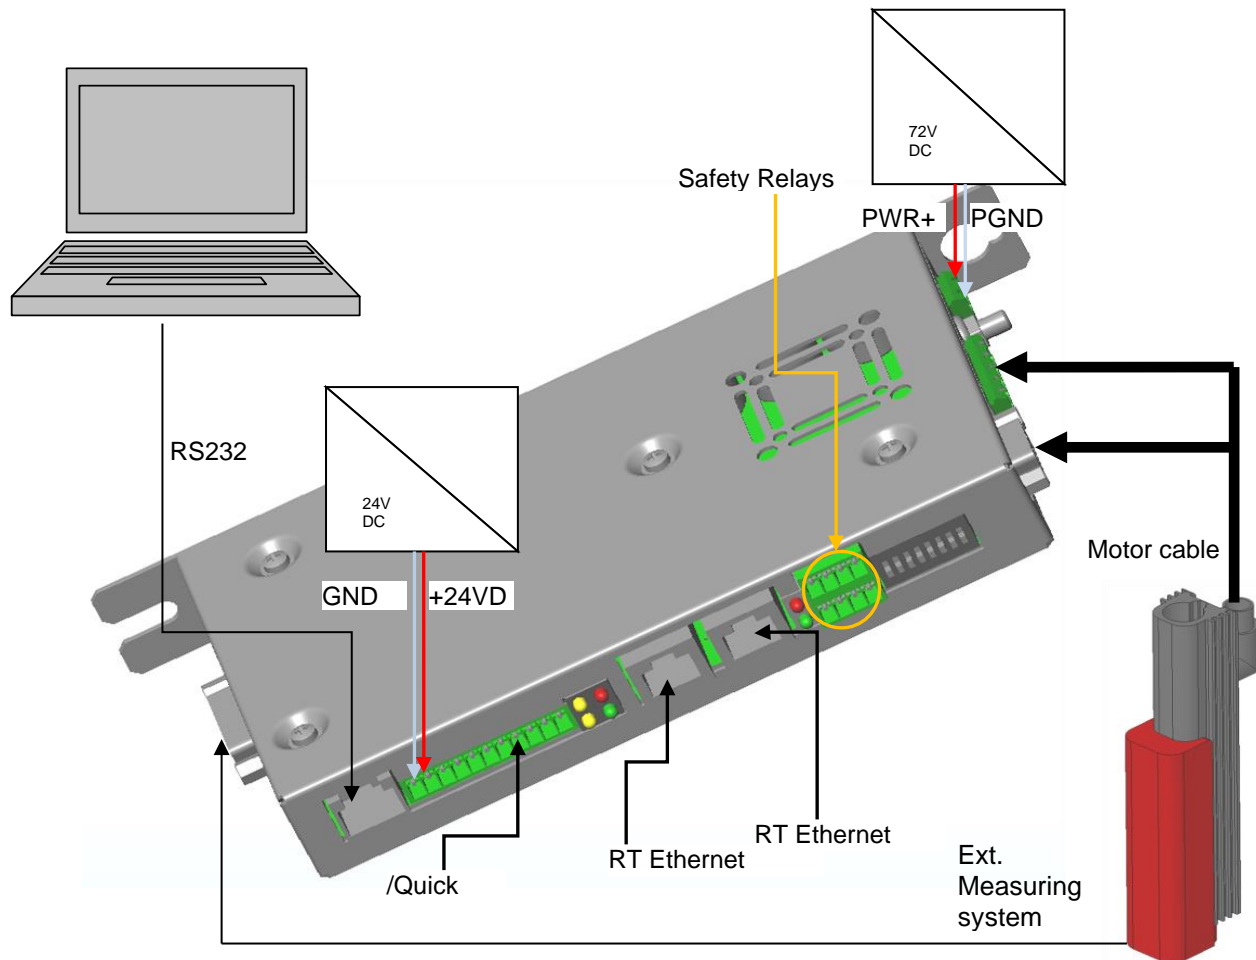 72V
DC
Safety Relays
PWR+
PGND
RS232
24V
DC
Motor cable
GND
+24VD
RT Ethernet
RT Ethernet
Ext.
Measuring
system
/Quick